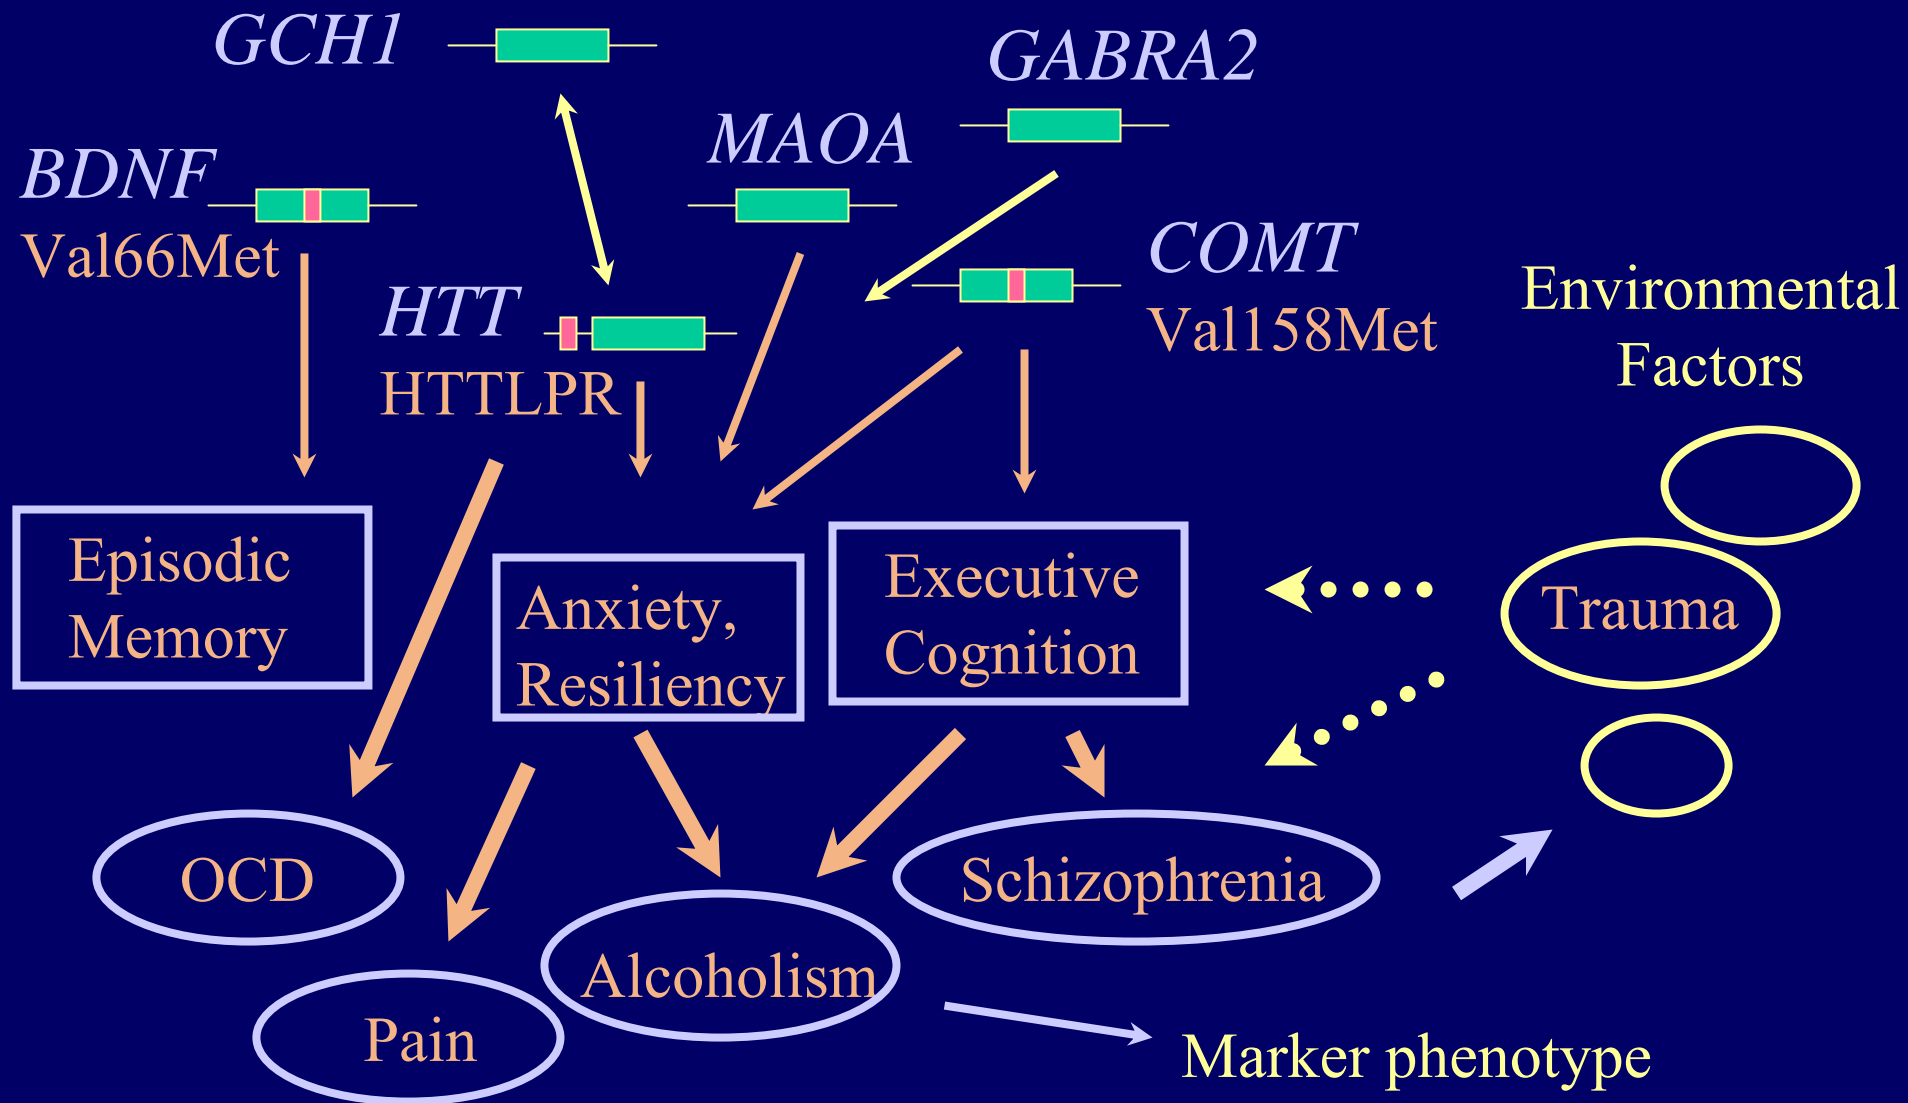 GCH1
GABRA2
MAOA
BDNF
Val66Met
COMT
Val158Met
HTT
HTTLPR
Environmental
Factors
Episodic
Memory
Anxiety,
Resiliency
Executive
Cognition
Trauma
OCD
Pain
Alcoholism
Schizophrenia
Marker phenotype